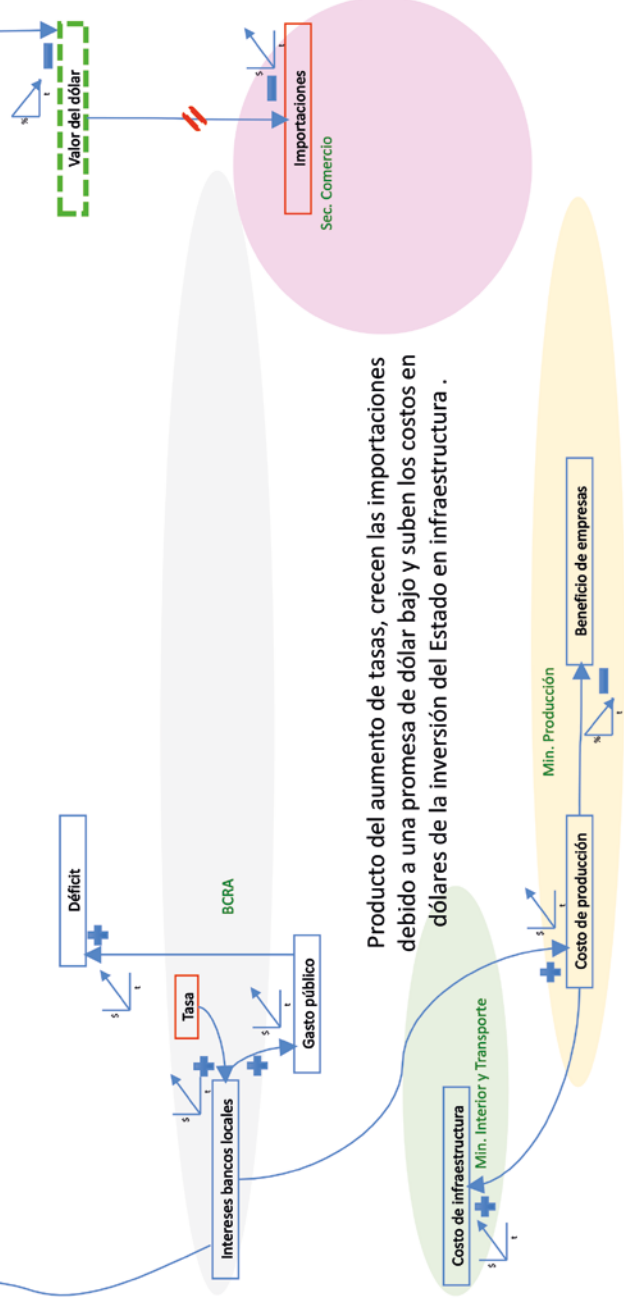 Valor del dólar
%
t
Importaciones
$
t
Sec. Comercio
Déficit
$
t
BCRA
Tasa
$
t
Intereses bancos locales
Gasto público
$
t
Producto del aumento de tasas, crecen las importaciones
debido a una promesa de dólar bajo y suben los costos en
dólares de la inversión del Estado en infraestructura .
Costo de infraestructura
$
t
Min. Interior y Transporte
Min. Producción
Costo de producción
$
t
Beneficio de empresas
%
t